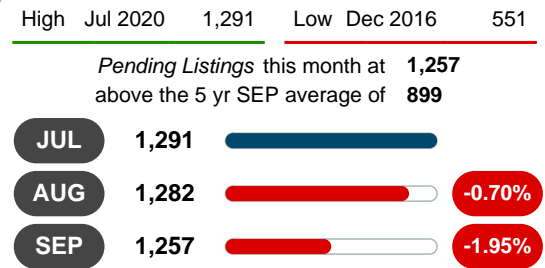 High Jul 2020 1,291 Low Dec 2016 551
Pending Listings this month at 1,257
above the 5 yr SEP average of 899
JUL 1,291
AUG 1,282 -0.70%
SEP 1,257 -1.95%